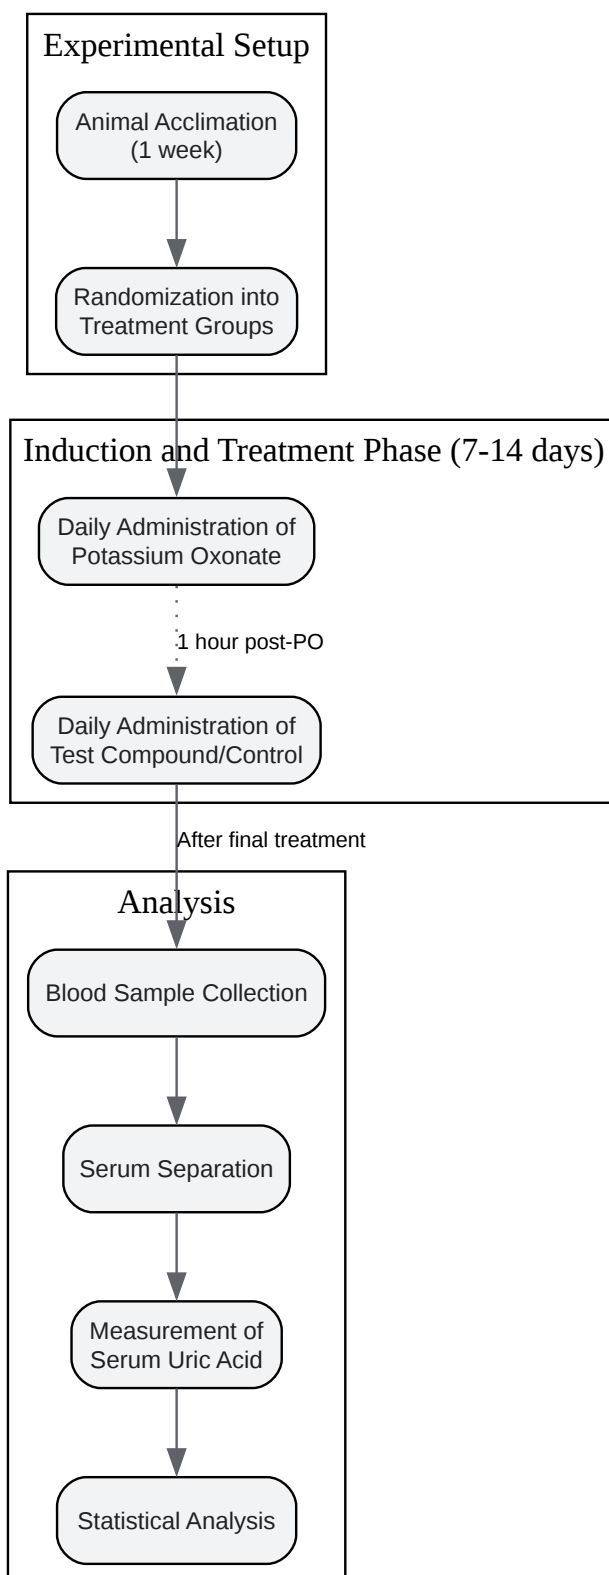 Experimental Setup
Animal Acclimation
(1 week)
Randomization into
Treatment Groups
Induction and Treatment Phase (7-14 days)
Daily Administration of
Potassium Oxonate
1 hour post-PO
Daily Administration of
Test Compound/Control
After final treatment
Analysis
Blood Sample Collection
Serum Separation
Measurement of
Serum Uric Acid
Statistical Analysis